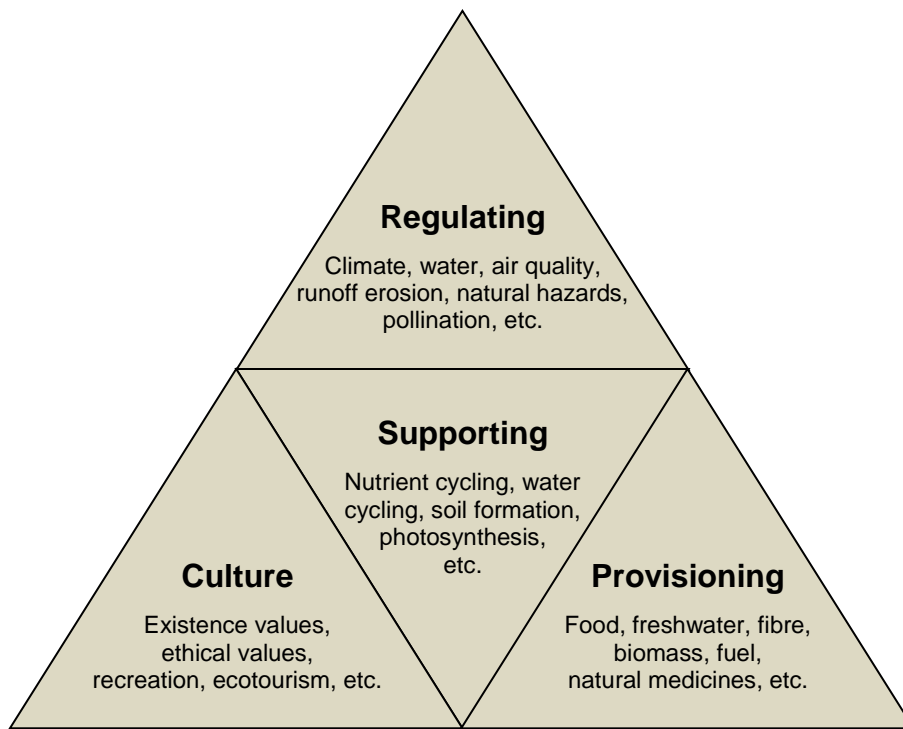 Regulating
Climate, water, air quality,
runoff erosion, natural hazards,
pollination, etc.
Supporting
Nutrient cycling, water
cycling, soil formation,
photosynthesis,
etc.
Culture
Existence values,
ethical values,
recreation, ecotourism, etc.
Provisioning
Food, freshwater, fibre,
biomass, fuel,
natural medicines, etc.